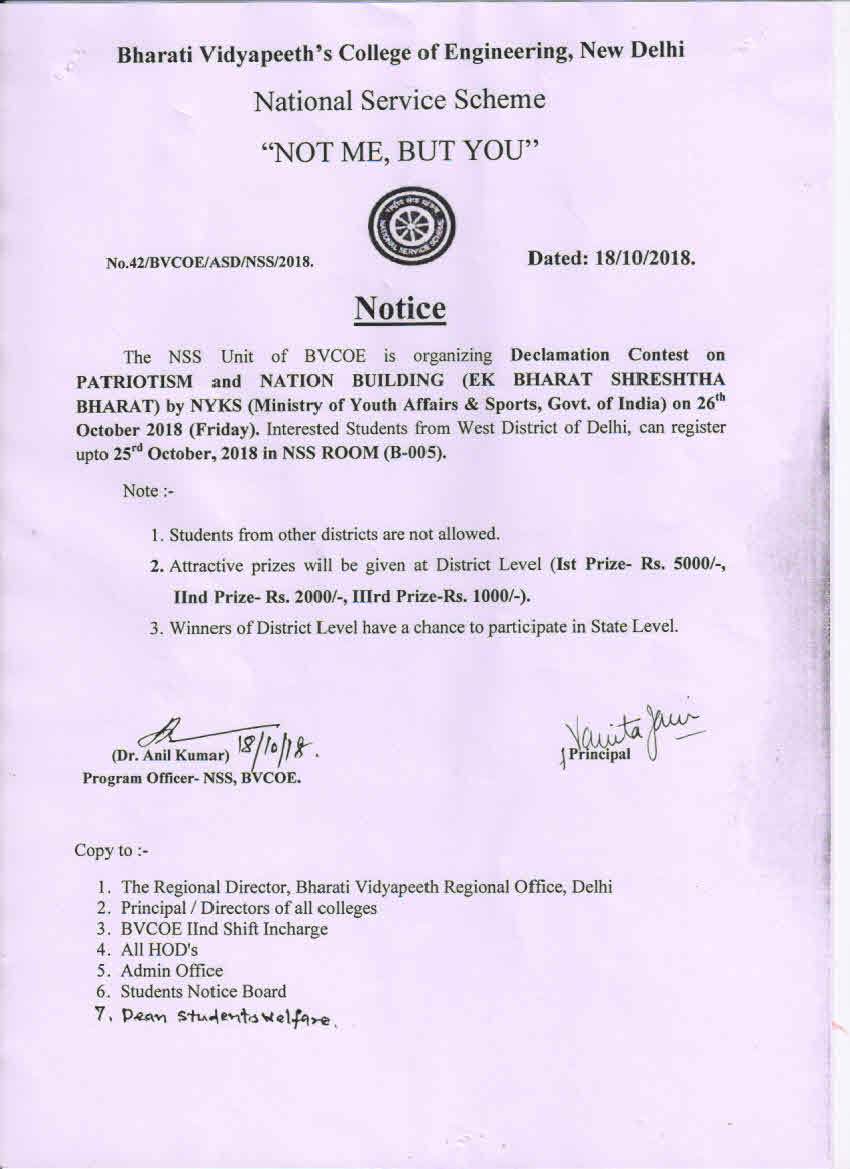 Bharati Vidyapeeth's College of Engineering, New Delhi
National Service Scheme
“NOT ME, BUT YOU”
राष्ट्रीय सेवा योजना
NATIONAL SERVICE SCHEME
No.42/BVCOE/ASD/NSS/2018.
Dated: 18/10/2018.
Notice
The NSS Unit of BVCOE is organizing Declamation Contest on
PATRIOTISM and NATION BUILDING (EK BHARAT SHRESHTHA
BHARAT) by NYKS (Ministry of Youth Affairs & Sports, Govt. of India) on 26th
October 2018 (Friday). Interested Students from West District of Delhi, can register
upto 25rd October, 2018 in NSS ROOM (B-005).
Note :-
1. Students from other districts are not allowed.
2. Attractive prizes will be given at District Level (Ist Prize- Rs. 5000/-,
IInd Prize- Rs. 2000/-, IIIrd Prize-Rs. 1000/-).
3. Winners of District Level have a chance to participate in State Level.
(Dr. Anil Kumar) 18/10/18.
Program Officer- NSS, BVCOE.
Vanita Jain
Principal
Copy to :-
1. The Regional Director, Bharati Vidyapeeth Regional Office, Delhi
2. Principal / Directors of all colleges
3. BVCOE IInd Shift Incharge
4. All HOD's
5. Admin Office
6. Students Notice Board
7. Dean Students Welfare.